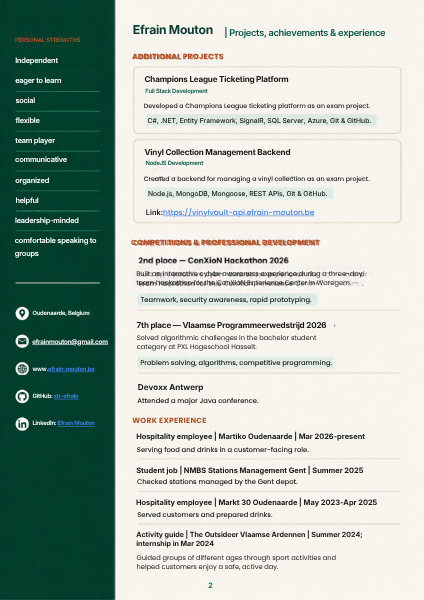 PERSONAL STRENGTHS
Independent
eager to learn
social
flexible
team player
communicative
organized
helpful
leadership-minded
comfortable speaking to
groups
Oudenaarde, Belgium
efrainmouton@gmail.com
www.efrain-mouton.be
GitHub: str-efrain
LinkedIn: Efrain Mouton
Efrain Mouton | Projects, achievements & experience
ADDITIONAL PROJECTS
Champions League Ticketing Platform
Full Stack Development
Developed a Champions League ticketing platform as an exam project.
C#, .NET, Entity Framework, SignalR, SQL Server, Azure, Git & GitHub.
Vinyl Collection Management Backend
NodeJS Development
Created a backend for managing a vinyl collection as an exam project.
Node.js, MongoDB, Mongoose, REST APIs, Git & GitHub.
Link:https://vinylvault-api.efrain-mouton.be
COMPETITIONS & PROFESSIONAL DEVELOPMENT
2nd place — ConXioN Hackathon 2026
experience during a three-day
Experience Center in Waregem.
Teamwork, security awareness, rapid prototyping.
7th place — Vlaamse Programmeerwedstrijd 2026
Solved algorithmic challenges in the bachelor student
category at PXL Hogeschool Hasselt.
Problem solving, algorithms, competitive programming.
Devoxx Antwerp
Attended a major Java conference.
WORK EXPERIENCE
Hospitality employee | Martiko Oudenaarde | Mar 2026-present
Serving food and drinks in a customer-facing role.
Student job | NMBS Stations Management Gent | Summer 2025
Checked stations managed by the Gent depot.
Hospitality employee | Markt 30 Oudenaarde | May 2023-Apr 2025
Served customers and prepared drinks.
Activity guide | The Outsideer Vlaamse Ardennen | Summer 2024;
internship in Mar 2024
Guided groups of different ages through sport activities and
helped customers enjoy a safe, active day.
2